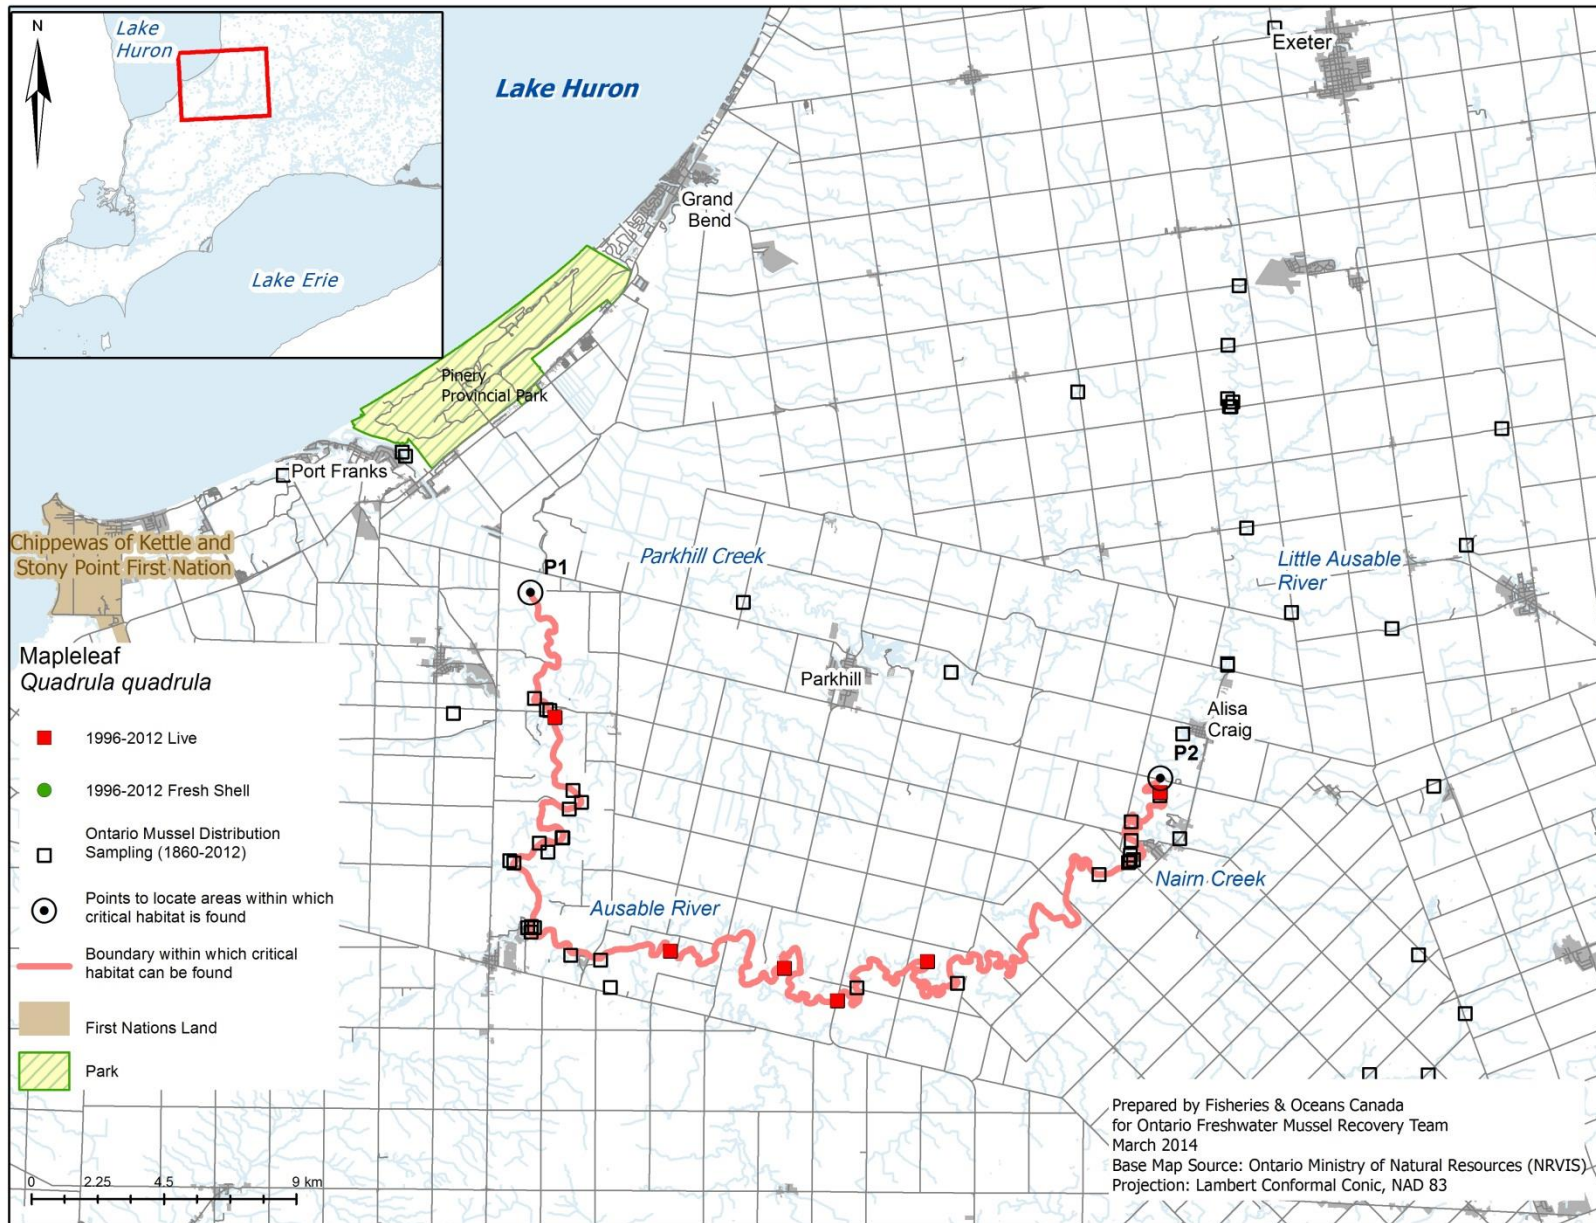 N
Lake
Huron
Lake Erie
Lake Huron
Exeter
Grand
Bend
Pinery
Provincial Park
Port Franks
Chippewas of Kettle and
Stony Point First Nation
P1
Parkhill Creek
Little Ausable
River
Parkhill
Alisa
Craig
P2
Nairn Creek
Ausable River
Mapleleaf
Quadrula quadrula
1996-2012 Live
1996-2012 Fresh Shell
Ontario Mussel Distribution
Sampling (1860-2012)
Points to locate areas within which
critical habitat is found
Boundary within which critical
habitat can be found
First Nations Land
Park
0 2.25 4.5 9 km
Prepared by Fisheries & Oceans Canada
for Ontario Freshwater Mussel Recovery Team
March 2014
Base Map Source: Ontario Ministry of Natural Resources (NRVIS)
Projection: Lambert Conformal Conic, NAD 83